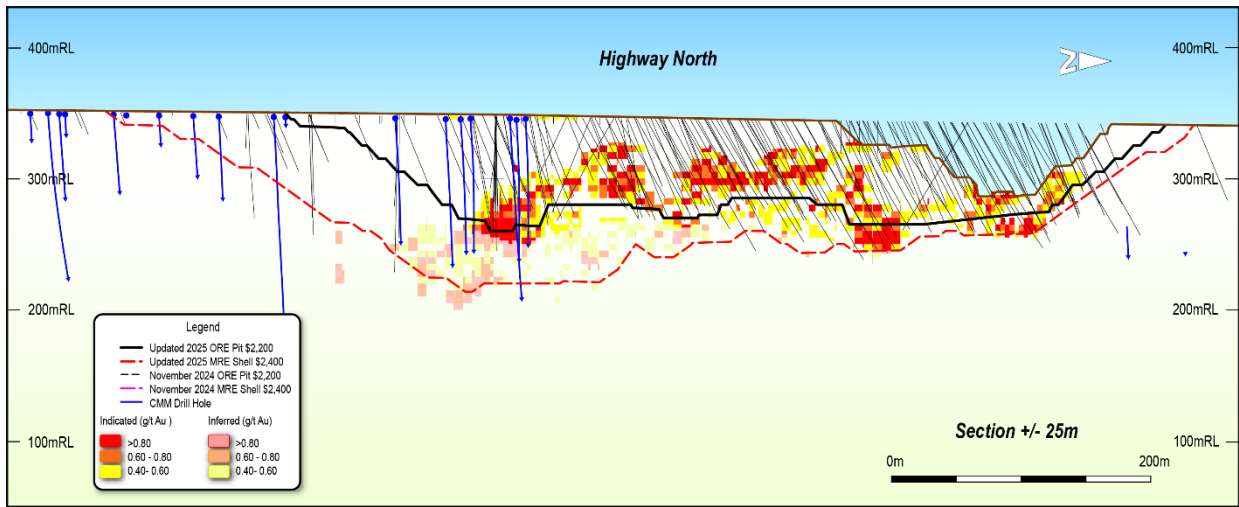 400mRL
Highway North
N
400mRL
300mRL
300mRL
200mRL
200mRL
100mRL
100mRL
Legend
Updated 2025 ORE Pit $2,200
Updated 2025 MRE Shell $2,400
November 2024 ORE Pit $2,200
November 2024 MRE Shell $2,400
CMM Drill Hole
Indicated (g/t Au )
Inferred (g/t Au)
>0.80
>0.80
0.60 - 0.80
0.60 - 0.80
0.40- 0.60
0.40- 0.60
Section +/- 25m
0m
200m